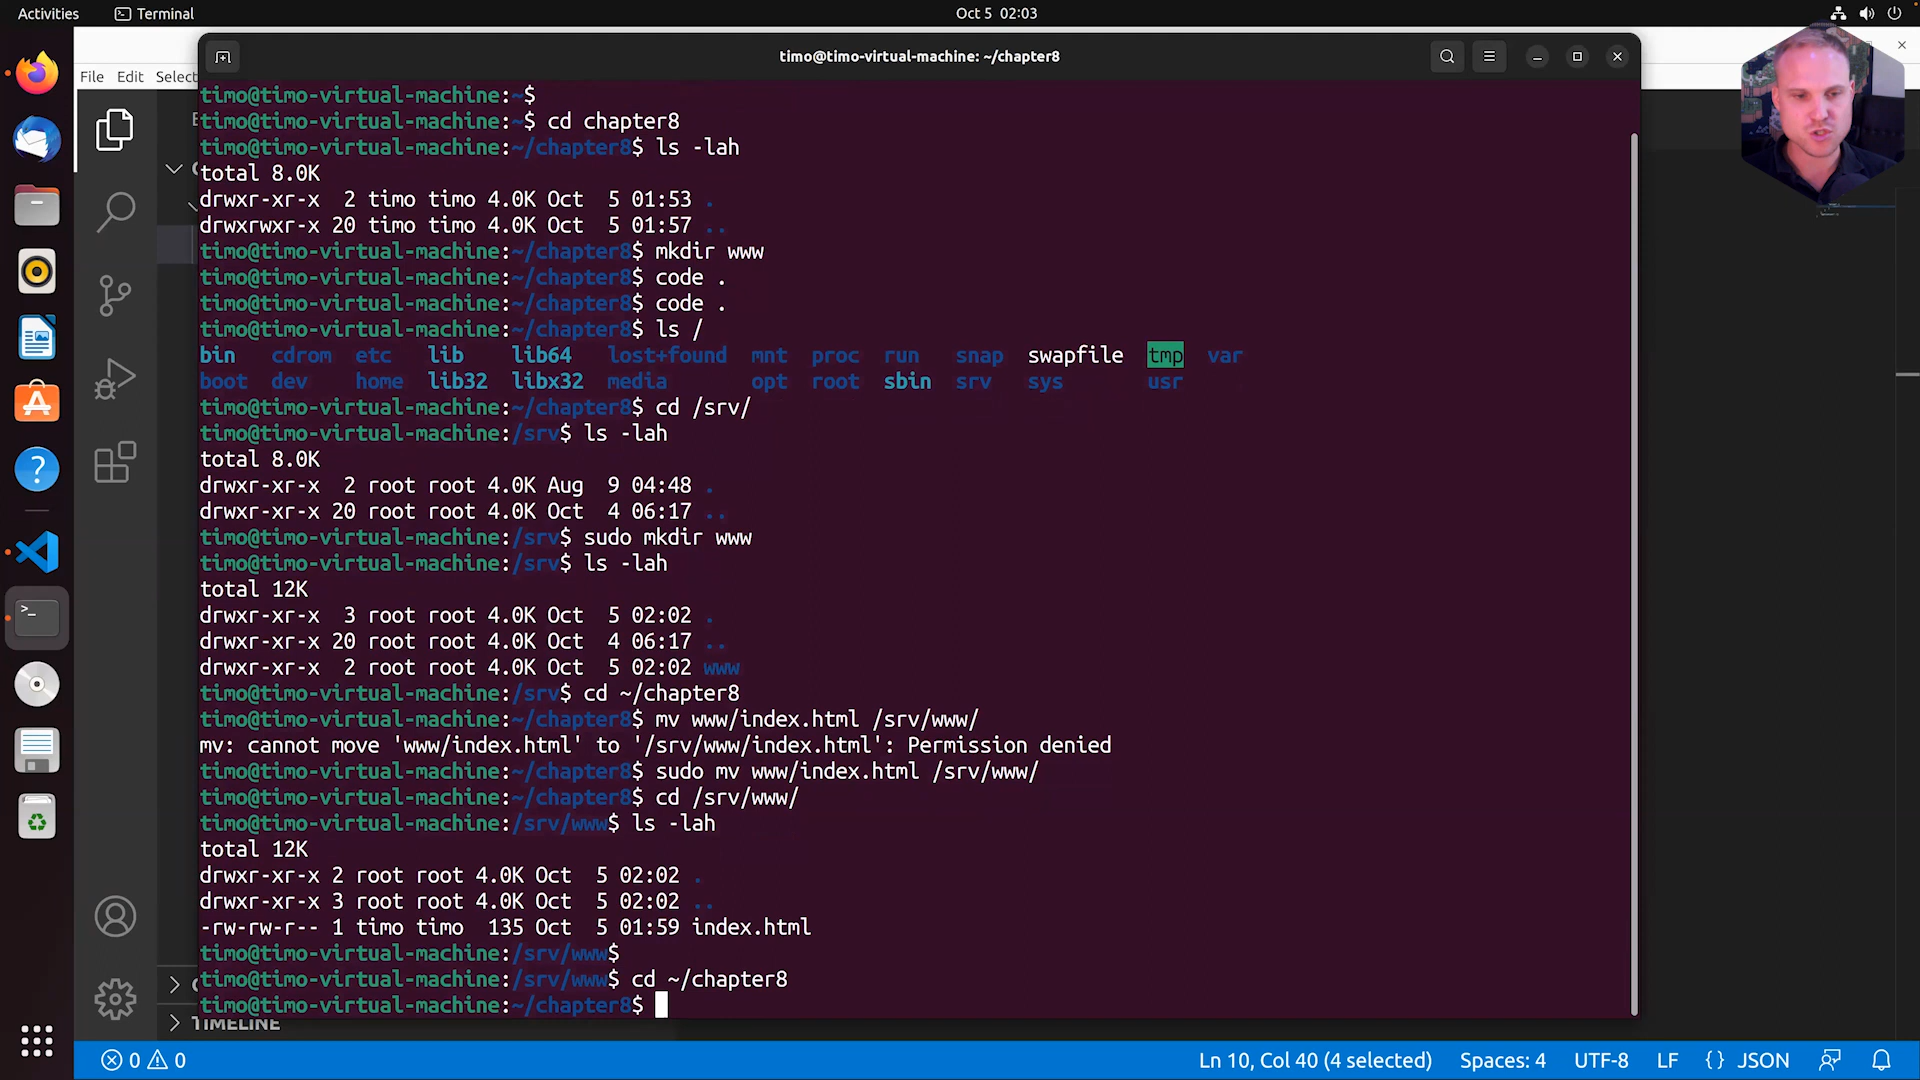 Activities Terminal Oct 5 02:03
timo@timo-virtual-machine: ~/chapter8
File Edit Select
timo@timo-virtual-machine:~$
timo@timo-virtual-machine:~$ cd chapter8
timo@timo-virtual-machine:~/chapter8$ ls -lah
total 8.0K
drwxr-xr-x  2 timo timo 4.0K Oct  5 01:53 .
drwxrwxr-x 20 timo timo 4.0K Oct  5 01:57 ..
timo@timo-virtual-machine:~/chapter8$ mkdir www
timo@timo-virtual-machine:~/chapter8$ code .
timo@timo-virtual-machine:~/chapter8$ code .
timo@timo-virtual-machine:~/chapter8$ ls /
bin   cdrom  etc   lib    lib64   lost+found  mnt  proc  run   snap  swapfile  tmp  var
boot  dev    home  lib32  libx32  media       opt  root  sbin  srv   sys       usr
timo@timo-virtual-machine:~/chapter8$ cd /srv/
timo@timo-virtual-machine:/srv$ ls -lah
total 8.0K
drwxr-xr-x  2 root root 4.0K Aug  9 04:48 .
drwxr-xr-x 20 root root 4.0K Oct  4 06:17 ..
timo@timo-virtual-machine:/srv$ sudo mkdir www
timo@timo-virtual-machine:/srv$ ls -lah
total 12K
drwxr-xr-x  3 root root 4.0K Oct  5 02:02 .
drwxr-xr-x 20 root root 4.0K Oct  4 06:17 ..
drwxr-xr-x  2 root root 4.0K Oct  5 02:02 www
timo@timo-virtual-machine:/srv$ cd ~/chapter8
timo@timo-virtual-machine:~/chapter8$ mv www/index.html /srv/www/
mv: cannot move 'www/index.html' to '/srv/www/index.html': Permission denied
timo@timo-virtual-machine:~/chapter8$ sudo mv www/index.html /srv/www/
timo@timo-virtual-machine:~/chapter8$ cd /srv/www/
timo@timo-virtual-machine:/srv/www$ ls -lah
total 12K
drwxr-xr-x 2 root root 4.0K Oct  5 02:02 .
drwxr-xr-x 3 root root 4.0K Oct  5 02:02 ..
-rw-rw-r-- 1 timo timo  135 Oct  5 01:59 index.html
timo@timo-virtual-machine:/srv/www$
timo@timo-virtual-machine:/srv/www$ cd ~/chapter8
timo@timo-virtual-machine:~/chapter8$
TIMELINE
0 0 Ln 10, Col 40 (4 selected) Spaces: 4 UTF-8 LF {} JSON